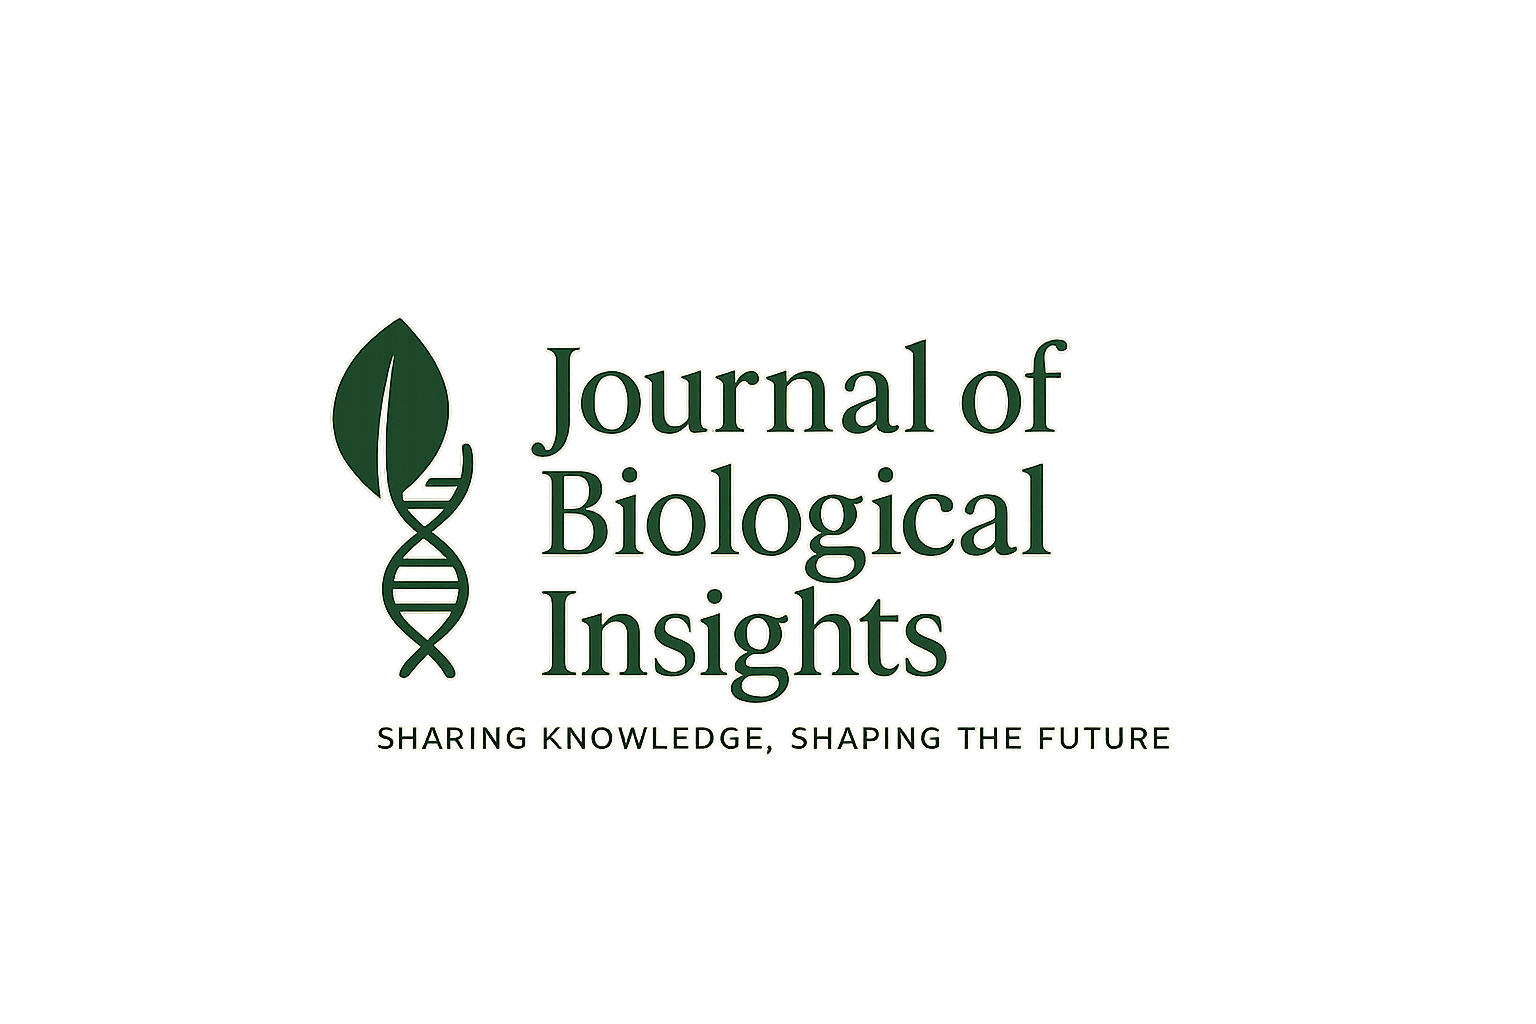 Journal of
Biological
Insights
SHARING KNOWLEDGE, SHAPING THE FUTURE